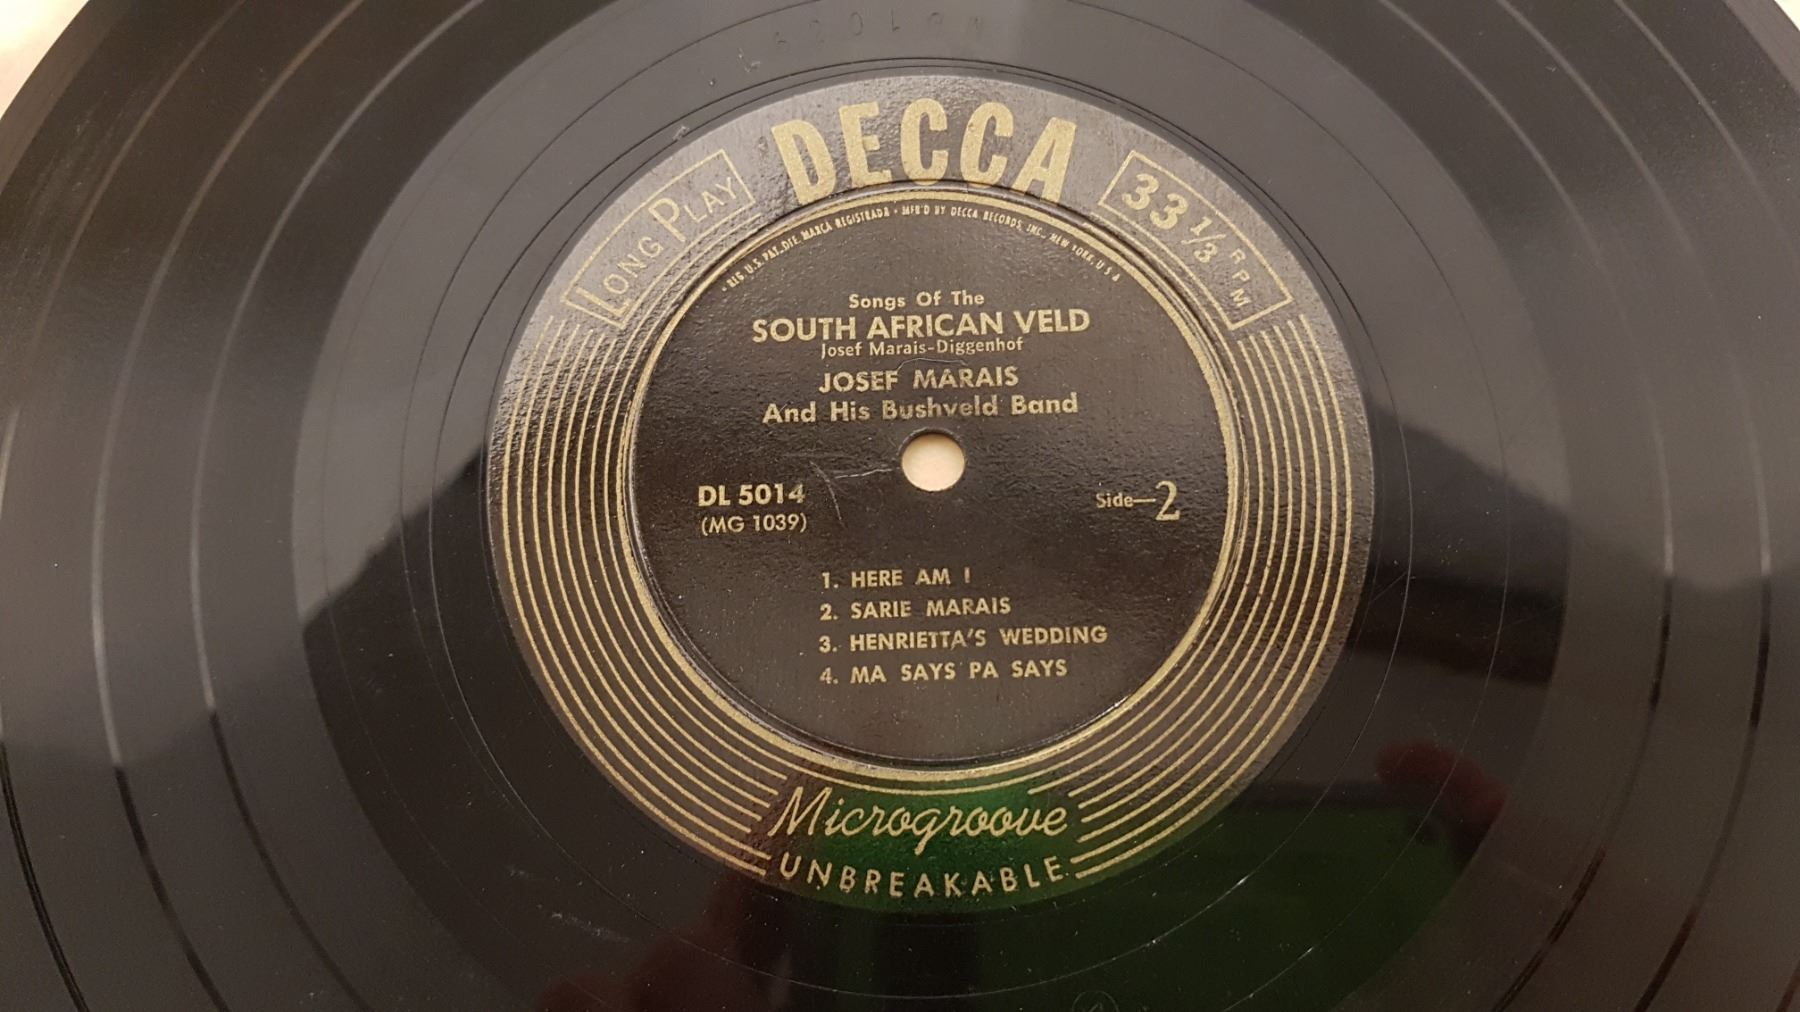 DECCA
LONG PLAY
33 1/3 RPM
• REG. U.S. PAT. OFF. MARCA REGISTRADA • MFR'D BY DECCA RECORDS, INC., NEW YORK, U S A
Songs Of The
SOUTH AFRICAN VELD
Josef Marais-Diggenhof
JOSEF MARAIS
And His Bushveld Band
DL 5014
(MG 1039)
Side—2
1. HERE AM I
2. SARIE MARAIS
3. HENRIETTA'S WEDDING
4. MA SAYS PA SAYS
Microgroove
UNBREAKABLE